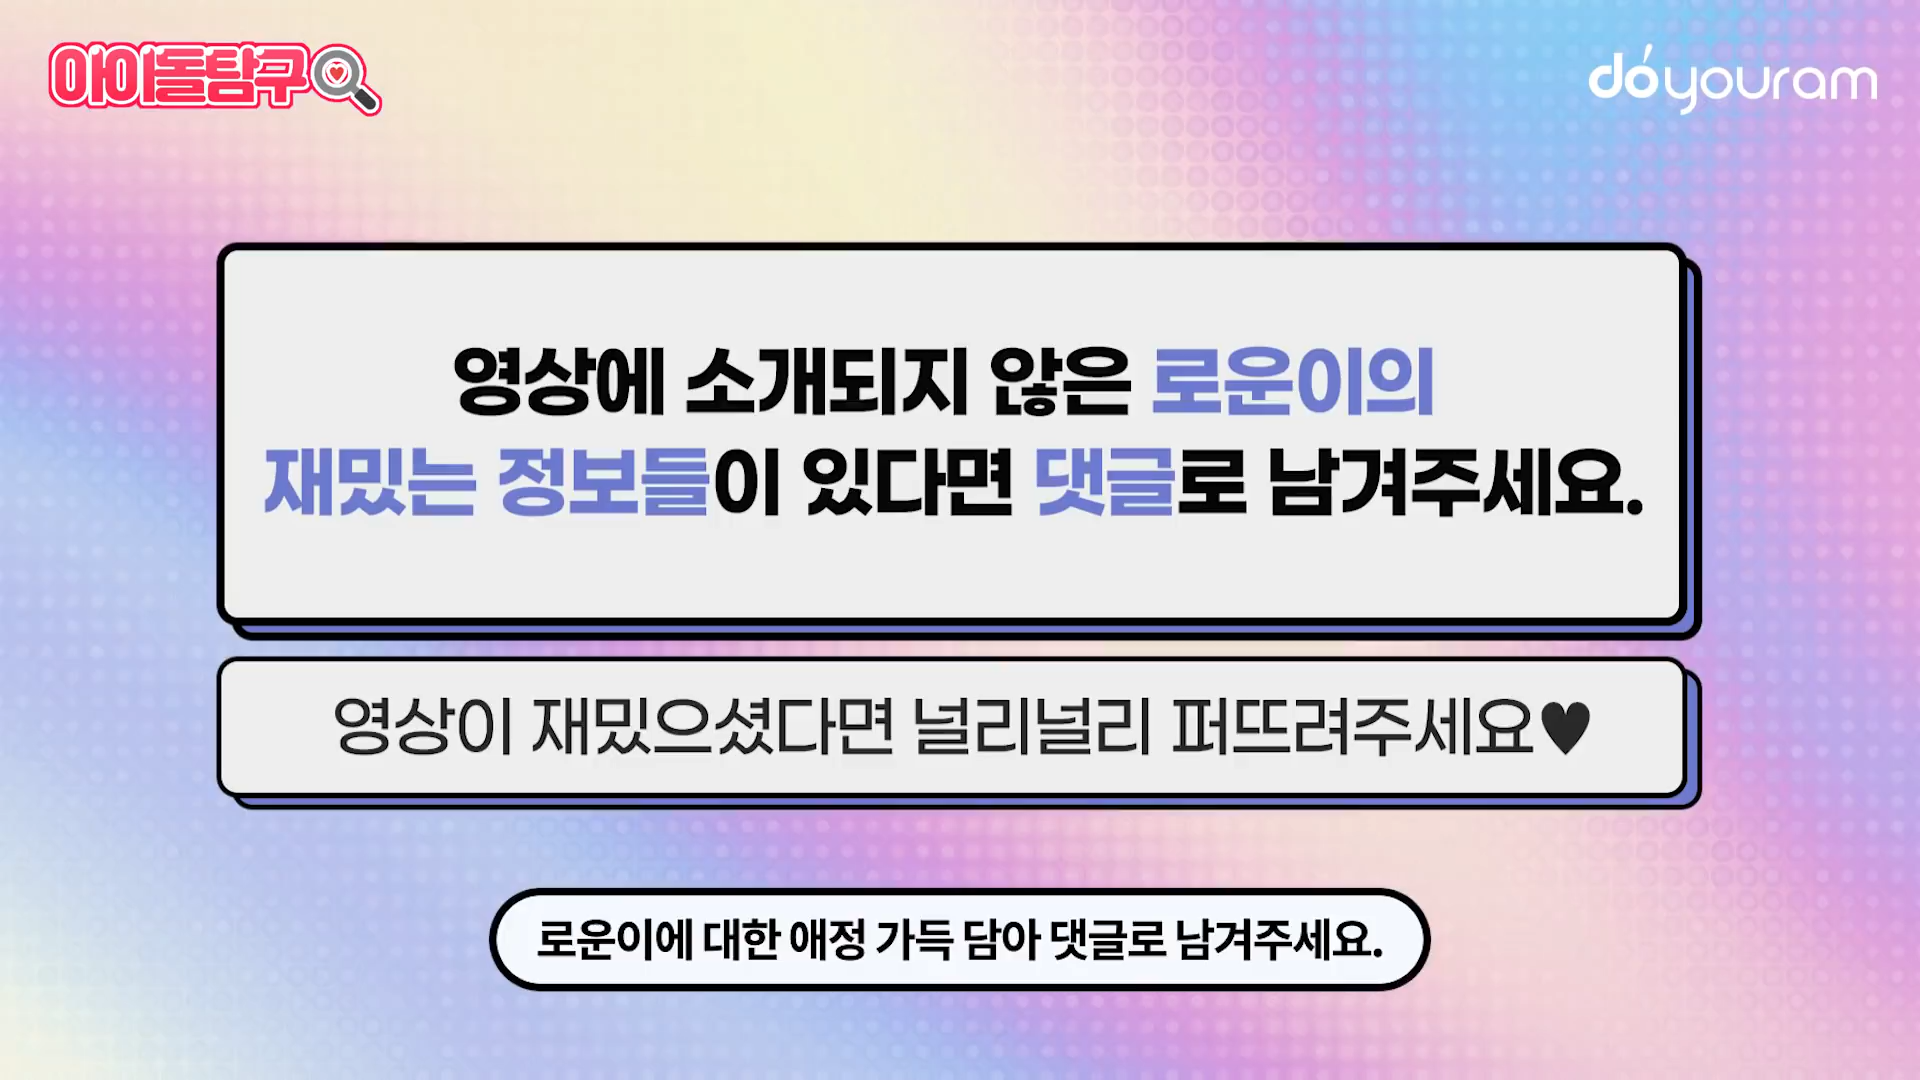 아이돌탐구
dóyouram
영상에 소개되지 않은 로운이의
재밌는 정보들이 있다면 댓글로 남겨주세요.
영상이 재밌으셨다면 널리널리 퍼뜨려주세요♥
로운이에 대한 애정 가득 담아 댓글로 남겨주세요.